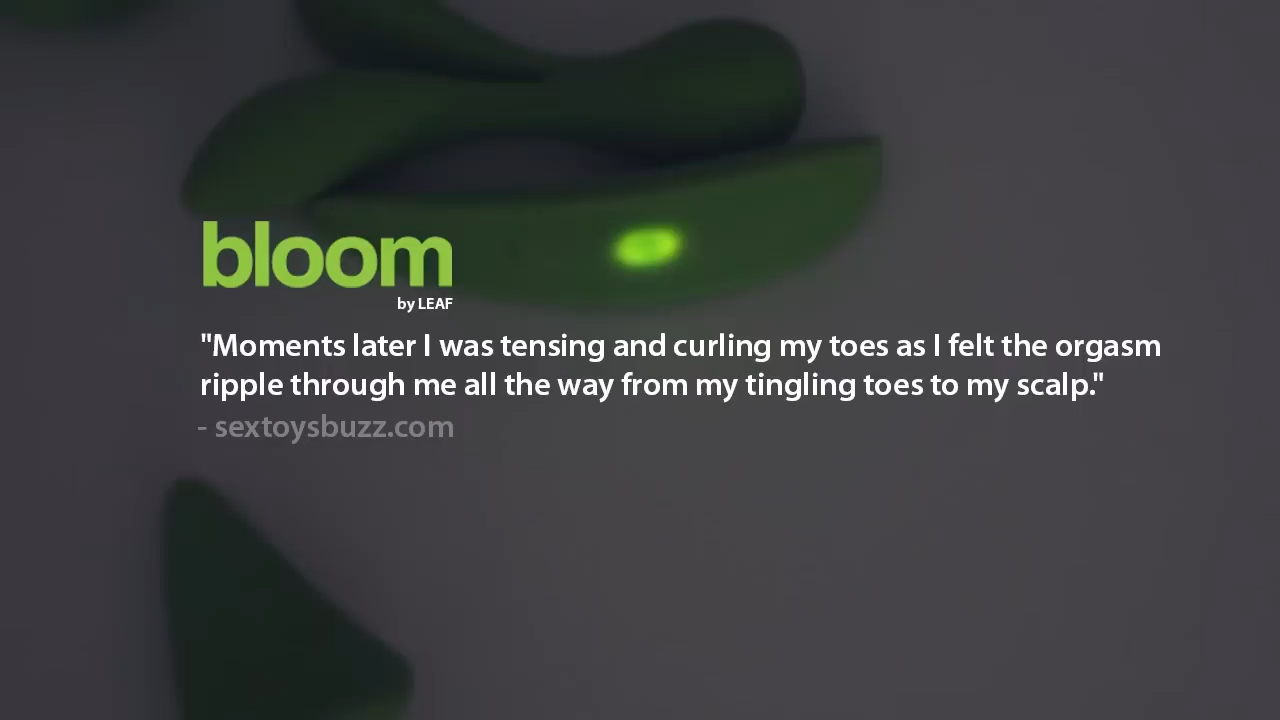 bloom
by LEAF
"Moments later I was tensing and curling my toes as I felt the orgasm
ripple through me all the way from my tingling toes to my scalp."
- sextoysbuzz.com